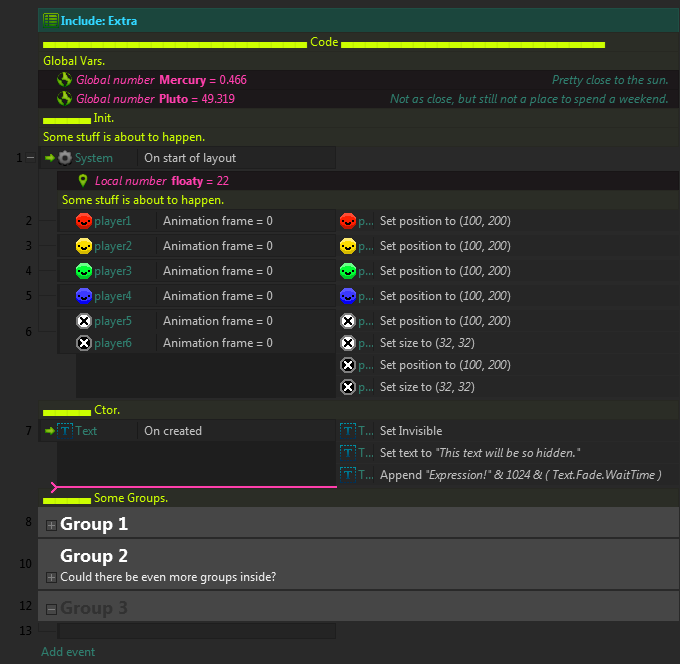 Include: Extra
Code
Global Vars.
Global number Mercury = 0.466 Pretty close to the sun.
Global number Pluto = 49.319 Not as close, but still not a place to spend a weekend.
Init.
Some stuff is about to happen.
1 System On start of layout
Local number floaty = 22
Some stuff is about to happen.
2 player1 Animation frame = 0 p... Set position to (100, 200)
3 player2 Animation frame = 0 p... Set position to (100, 200)
4 player3 Animation frame = 0 p... Set position to (100, 200)
5 player4 Animation frame = 0 p... Set position to (100, 200)
6 player5 Animation frame = 0 p... Set position to (100, 200)
player6 Animation frame = 0 p... Set size to (32, 32)
p... Set position to (100, 200)
p... Set size to (32, 32)
Ctor.
7 T Text On created T T... Set Invisible
T T... Set text to "This text will be so hidden."
T T... Append "Expression!" & 1024 & ( Text.Fade.WaitTime )
Some Groups.
8 Group 1
10 Group 2
Could there be even more groups inside?
12 Group 3
13
Add event